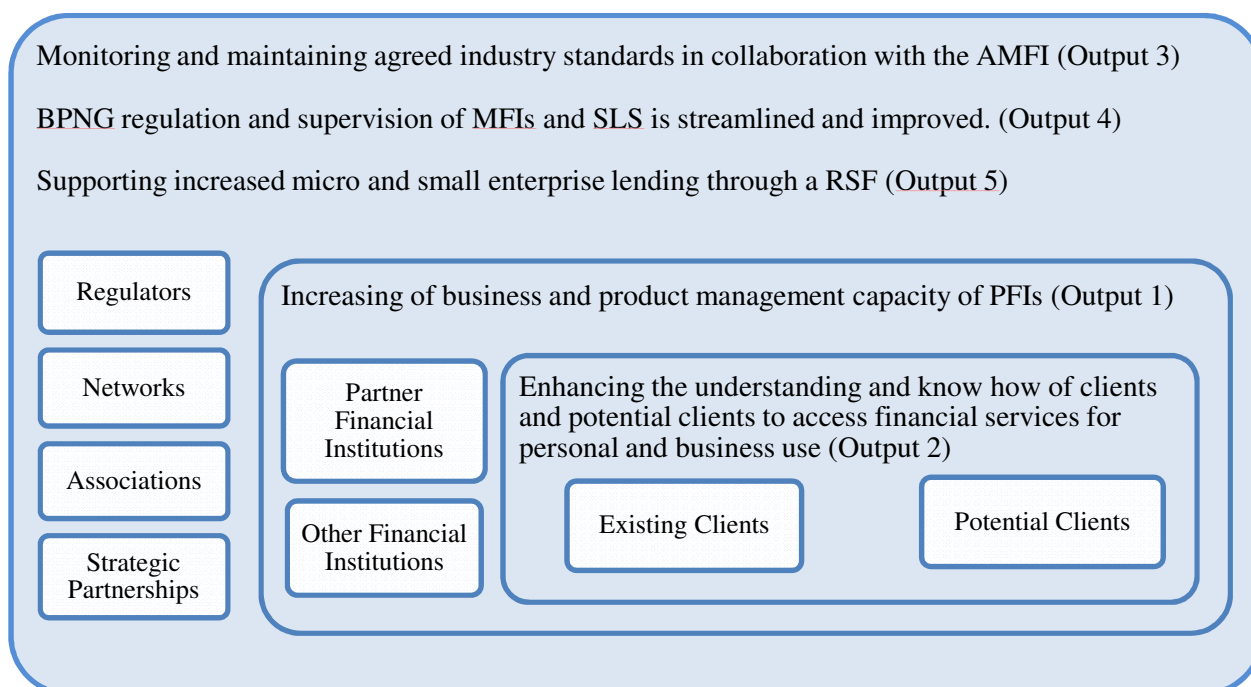 Monitoring and maintaining agreed industry standards in collaboration with the AMFI (Output 3)
BPNG regulation and supervision of MFIs and SLS is streamlined and improved. (Output 4)
Supporting increased micro and small enterprise lending through a RSF (Output 5)
Regulators
Networks
Associations
Strategic
Partnerships
Increasing of business and product management capacity of PFIs (Output 1)
Partner
Financial
Institutions
Other Financial
Institutions
Enhancing the understanding and know how of clients
and potential clients to access financial services for
personal and business use (Output 2)
Existing Clients
Potential Clients